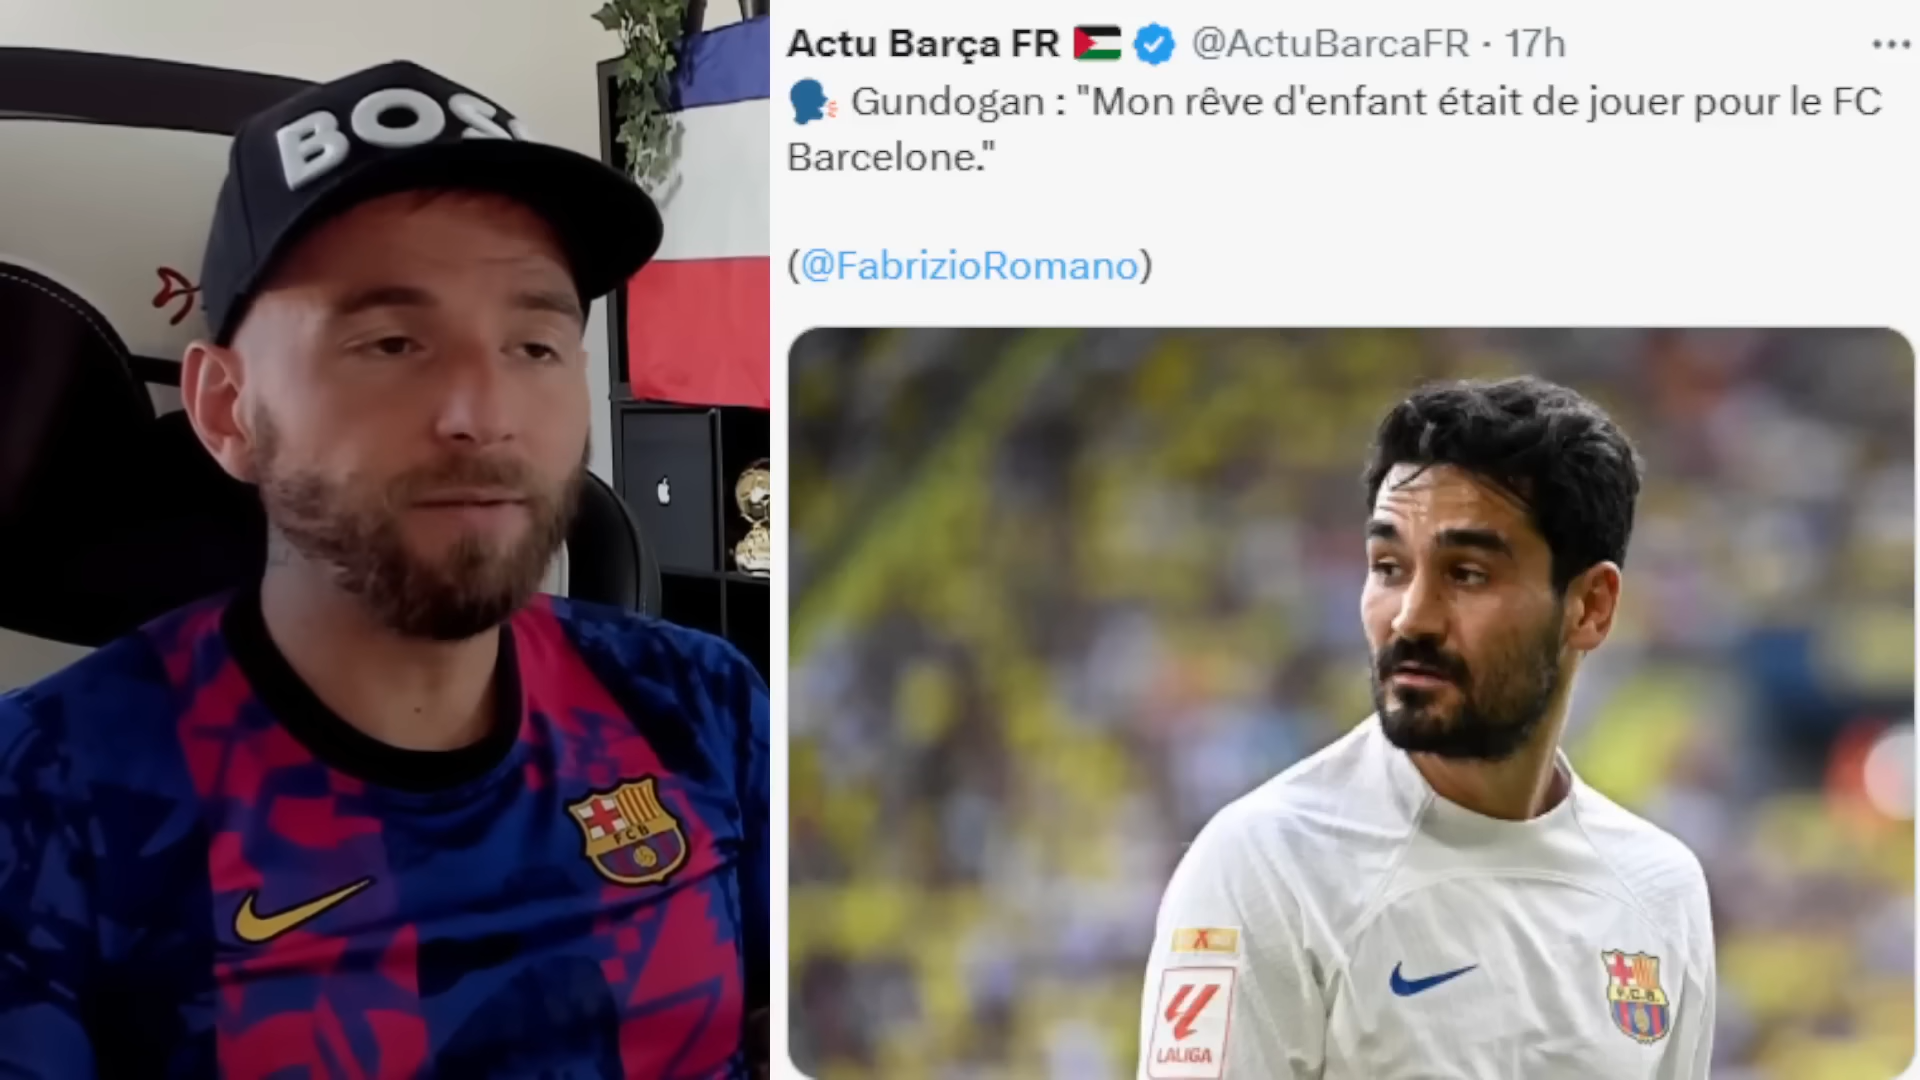 BOSS
FCB
Actu Barça FR @ActuBarcaFR · 17h
Gundogan : "Mon rêve d'enfant était de jouer pour le FC
Barcelone."
(@FabrizioRomano)
X
LALIGA
F.C.B.